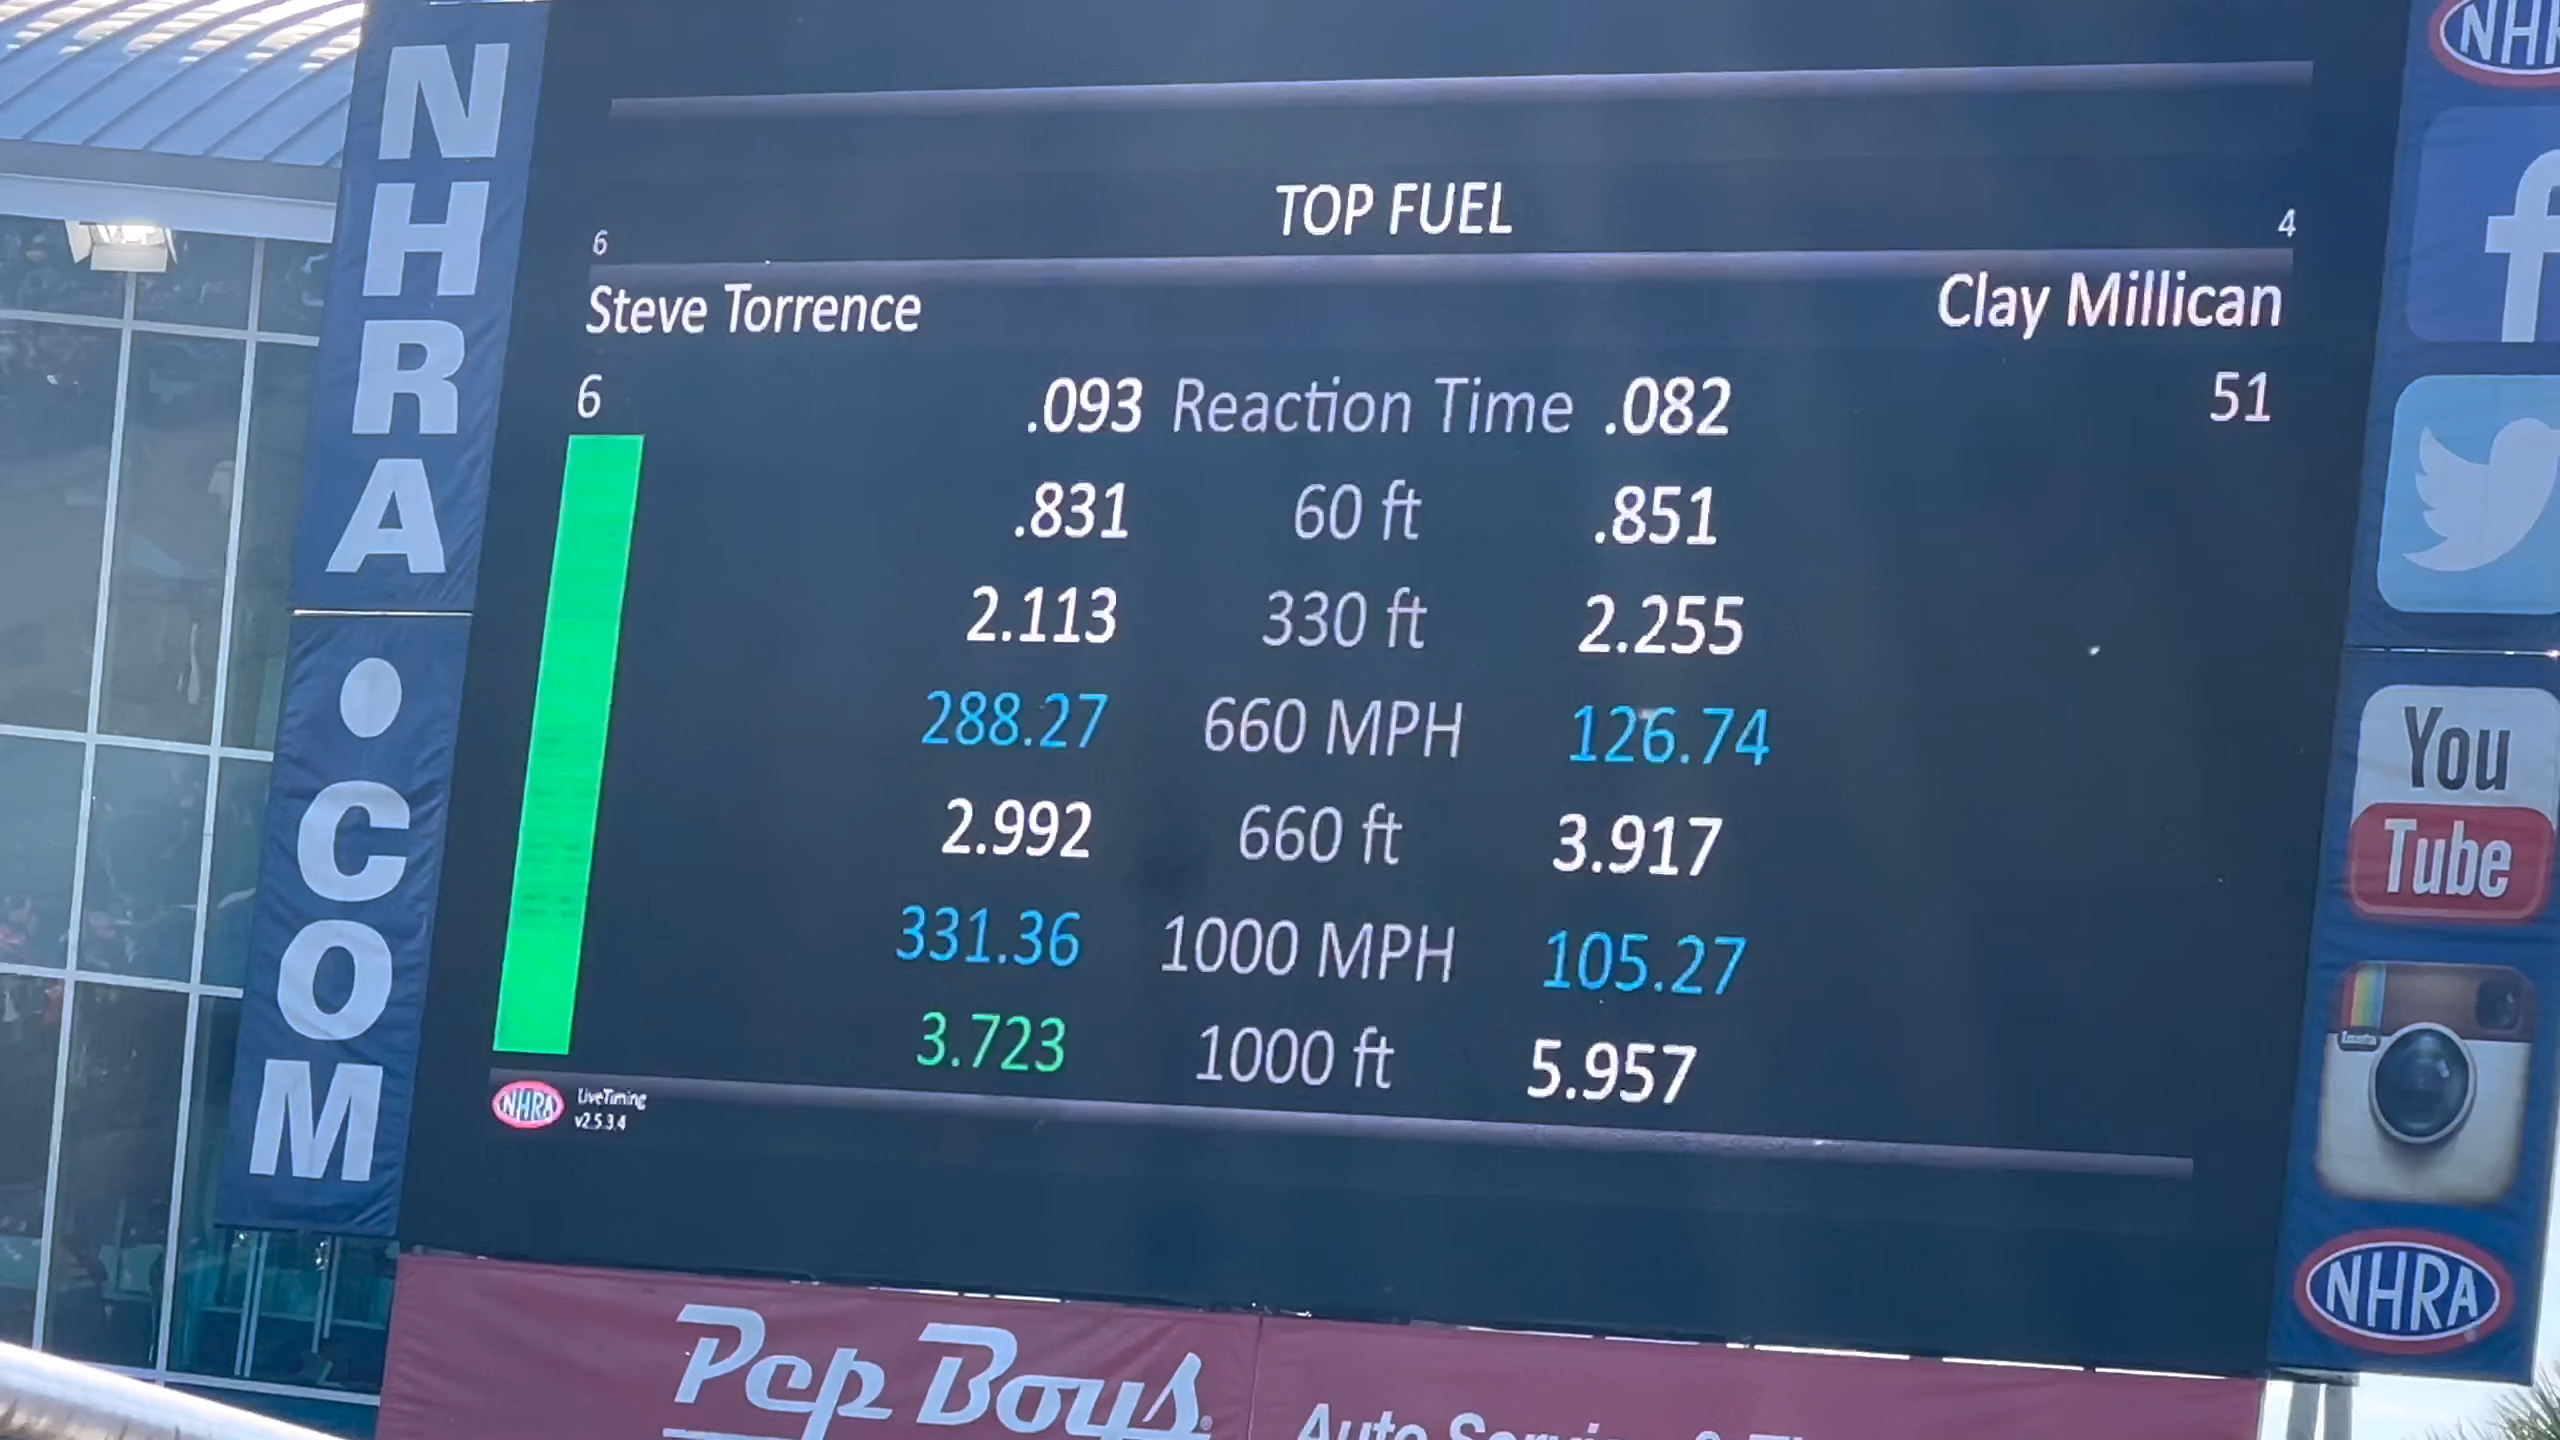 NHRA.COM
NHRA
TOP FUEL
6
4
Steve Torrence
Clay Millican
6
51
.093 Reaction Time .082
.831 60 ft .851
2.113 330 ft 2.255
288.27 660 MPH 126.74
2.992 660 ft 3.917
331.36 1000 MPH 105.27
3.723 1000 ft 5.957
NHRA LiveTiming
v2.5.3.4
f
You
Tube
Insta
NHRA
Pep Boys
Auto